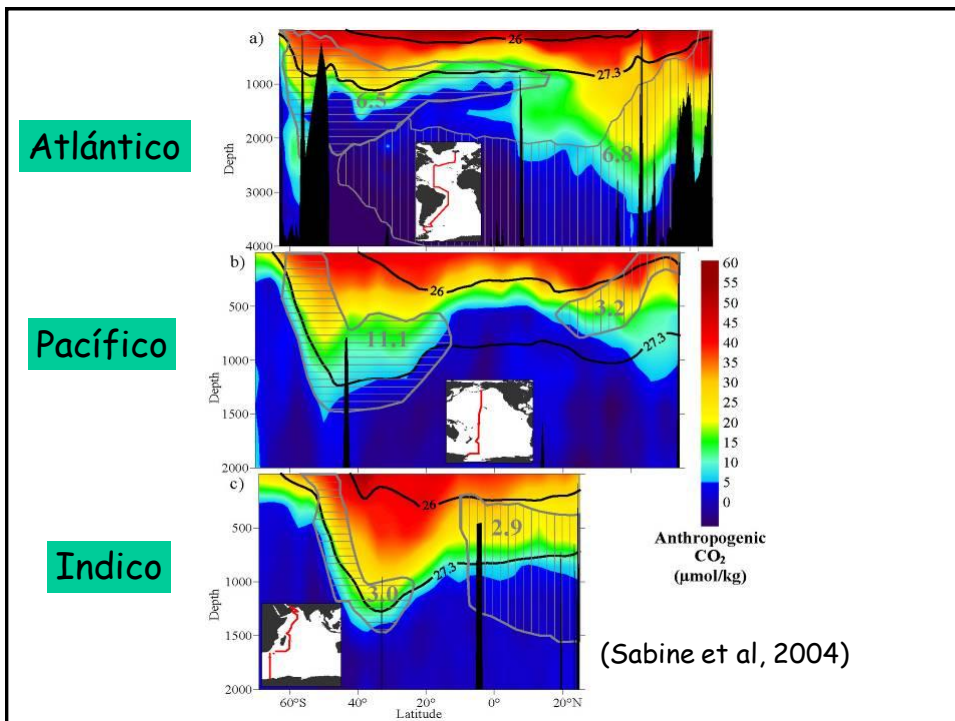 Atlántico
a)
26
27.3
6.5
6.8
Depth
1000
2000
3000
4000
Pacífico
b)
26
27.3
11.1
3.2
Depth
500
1000
1500
2000
60
55
50
45
40
35
30
25
20
15
10
5
0
Anthropogenic
CO₂
(µmol/kg)
Indico
c)
26
27.3
3.0
2.9
Depth
500
1000
1500
2000
60°S 40° 20° 0° 20°N
Latitude
(Sabine et al, 2004)